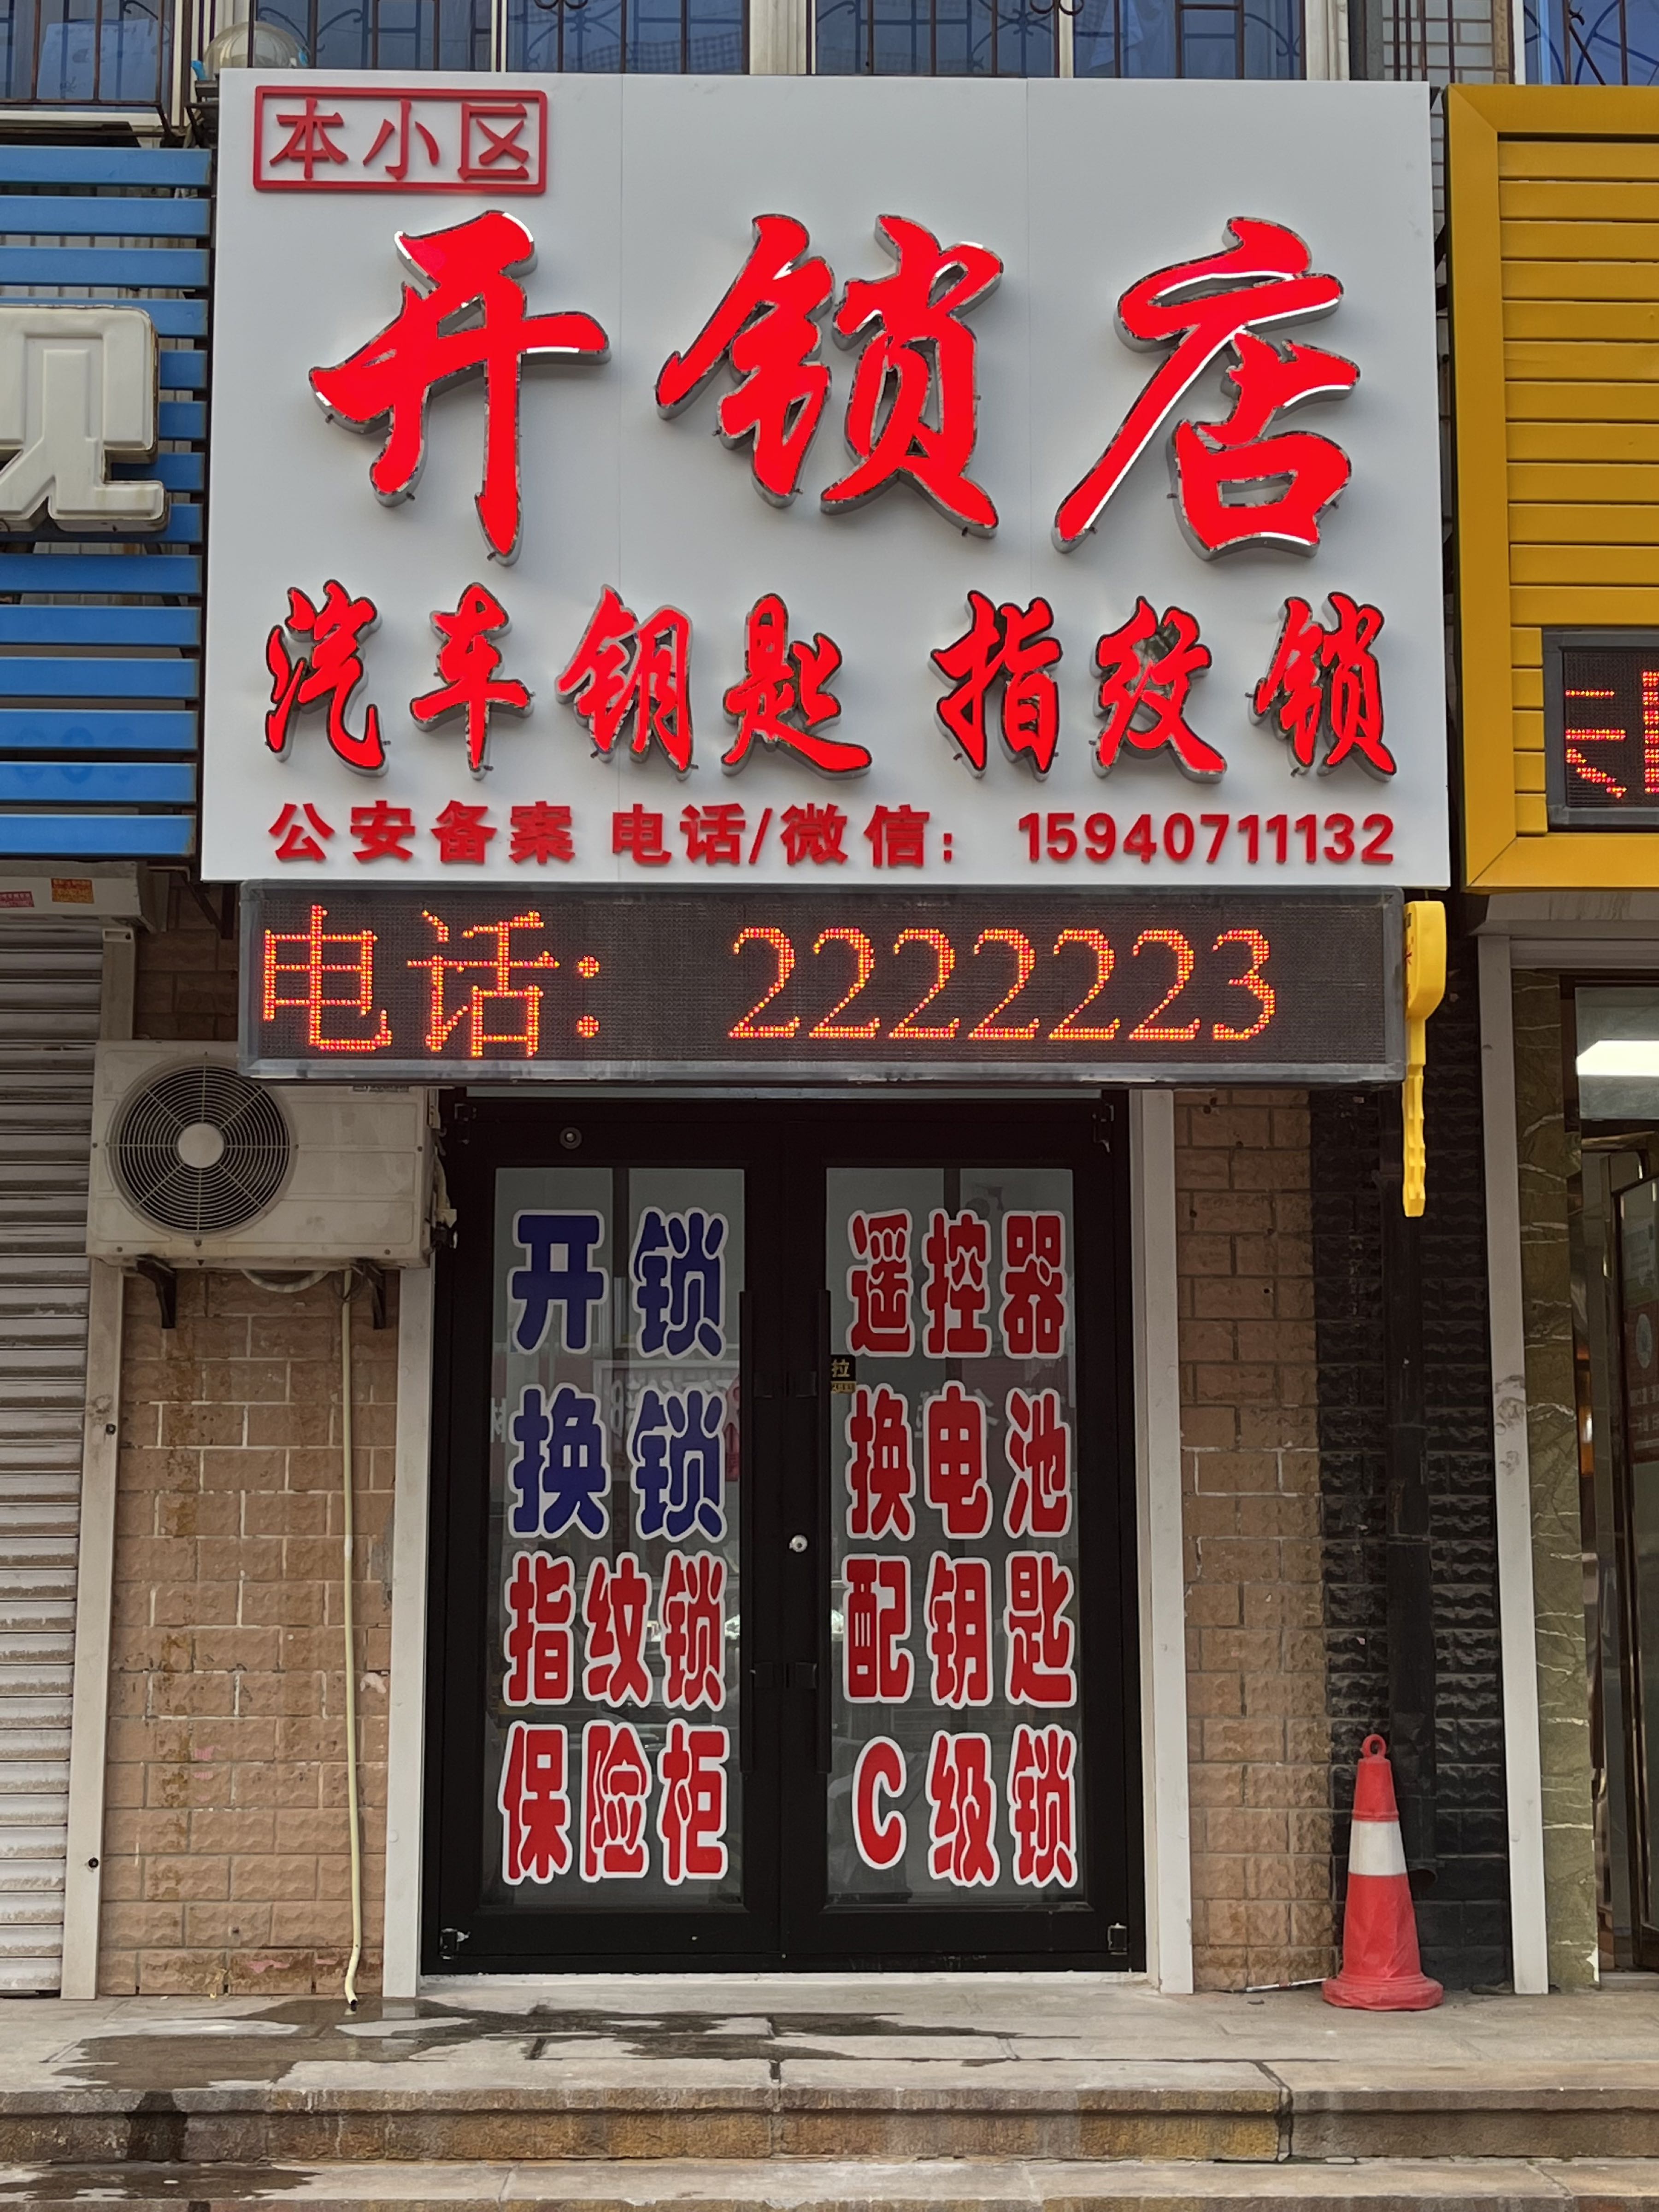 本小区
开锁店
汽车钥匙 指纹锁
公安备案 电话/微信: 15940711132
电话: 2222223
开锁
换锁
指纹锁
保险柜
遥控器
换电池
配钥匙
C级锁
拉